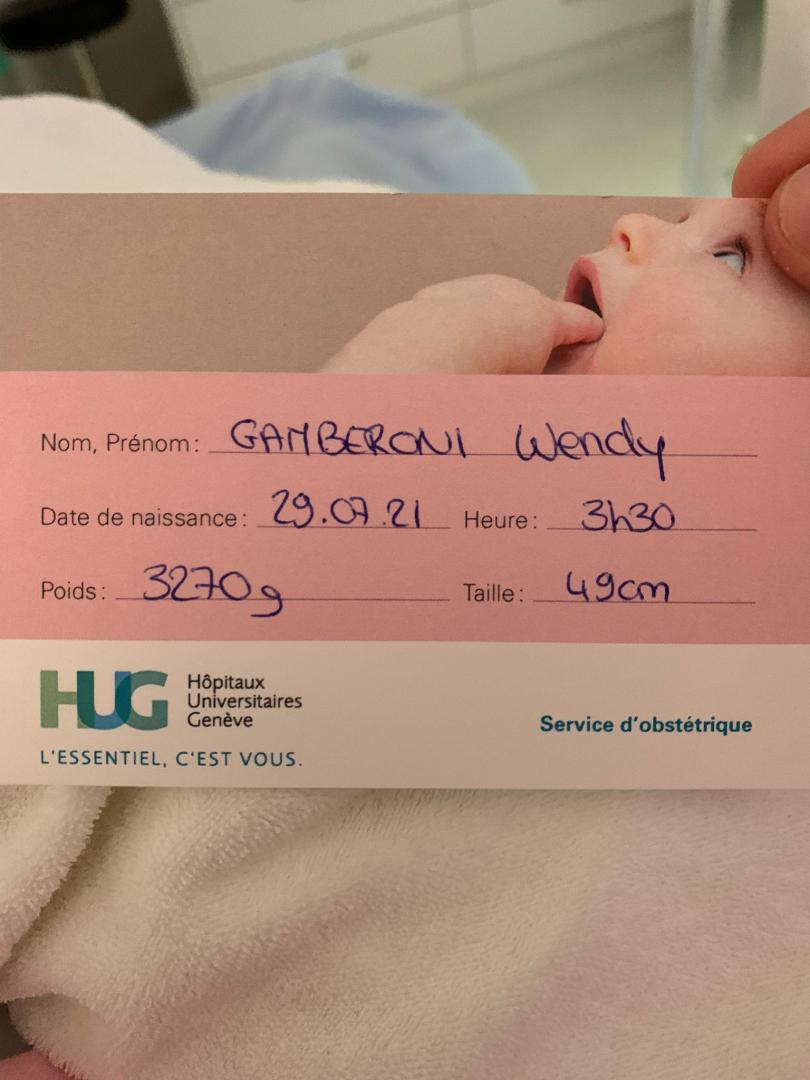 Nom, Prénom : GAMBERONI Wendy
Date de naissance : 29.07.21 Heure : 3h30
Poids : 3270g Taille : 49cm
HUG Hôpitaux
Universitaires
Genève
Service d'obstétrique
L'ESSENTIEL, C'EST VOUS.